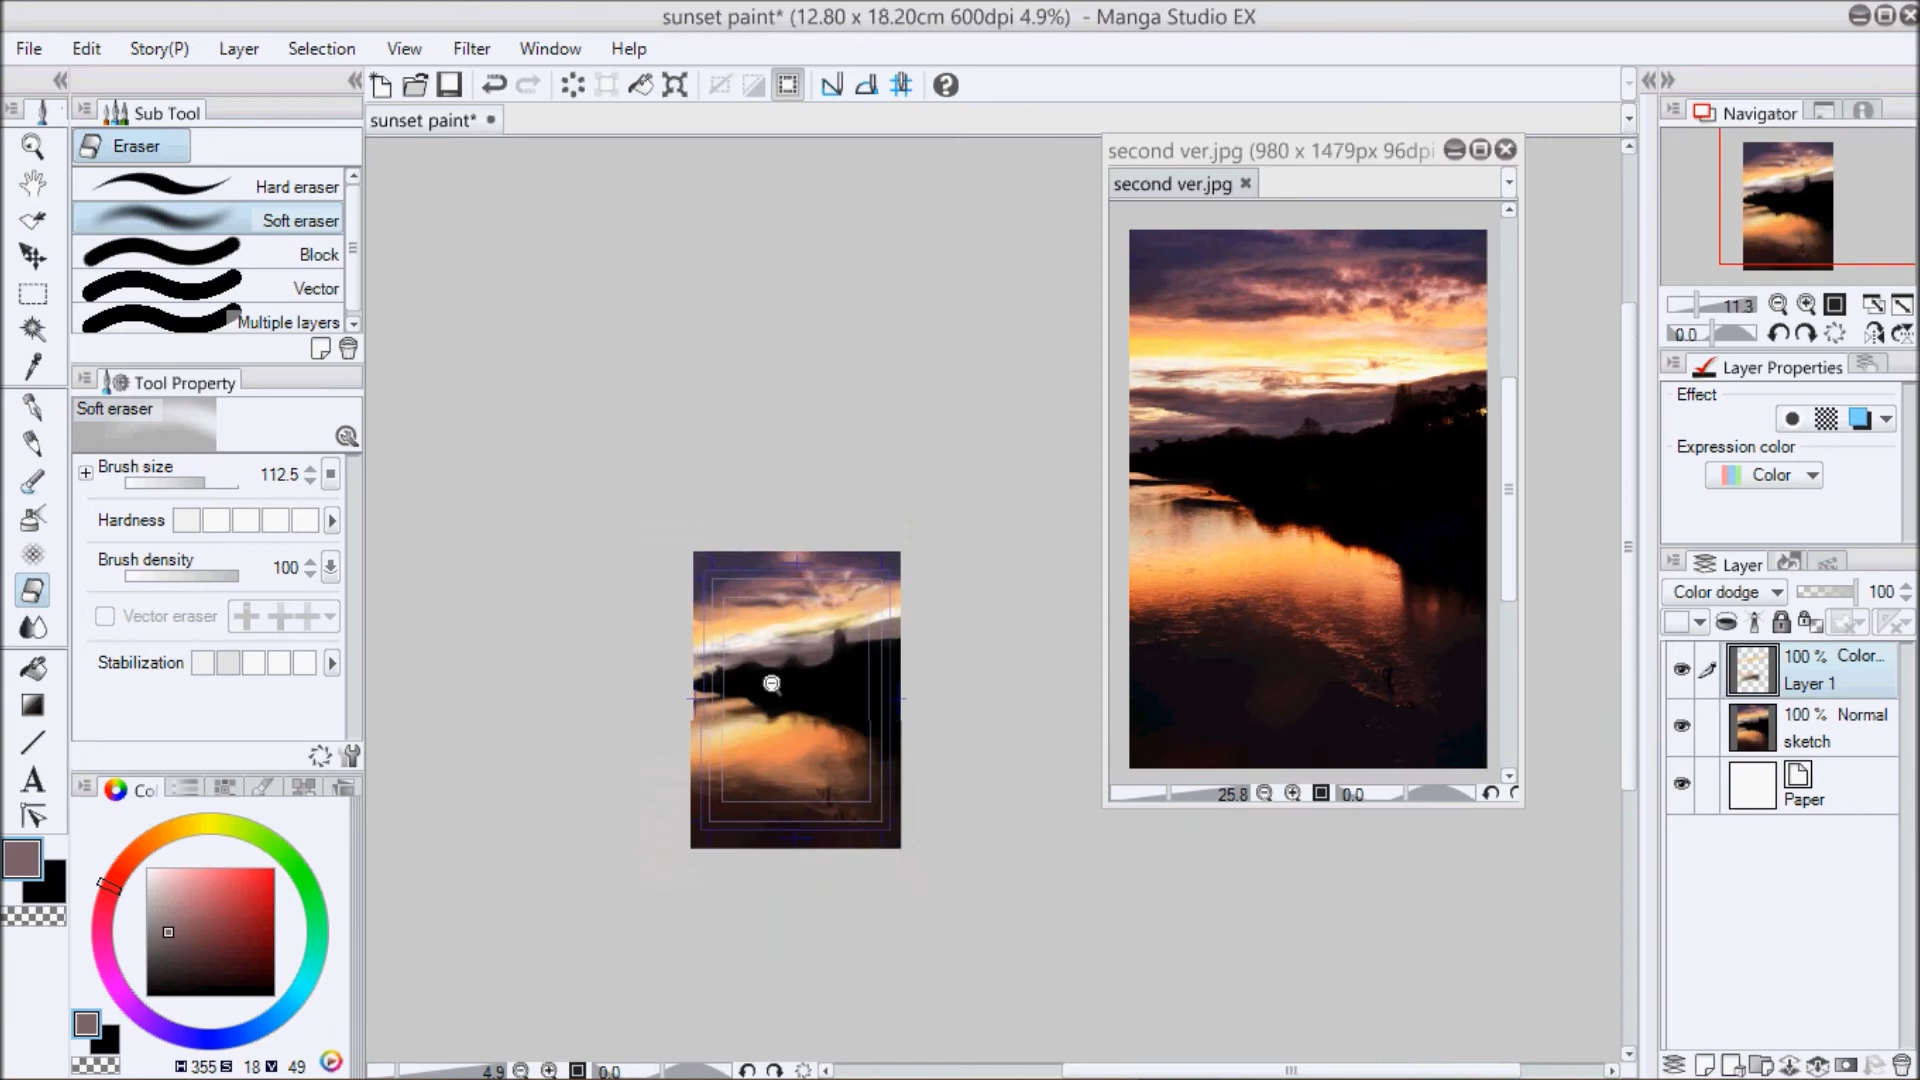 sunset paint* (12.80 x 18.20cm 600dpi 4.9%) - Manga Studio EX
File Edit Story(P) Layer Selection View Filter Window Help
Sub Tool
Eraser
Hard eraser
Soft eraser
Block
Vector
Multiple layers
Tool Property
Soft eraser
Brush size 112.5
Hardness
Brush density 100
Vector eraser
Stabilization
Co
H 355 S 18 V 49
sunset paint*
4.9 0.0
second ver.jpg (980 x 1479px 96dpi
second ver.jpg
25.8 0.0
Navigator
11.3
0.0
Layer Properties
Effect
Expression color
Color
Layer
Color dodge 100
100 % Color...
Layer 1
100 % Normal
sketch
Paper